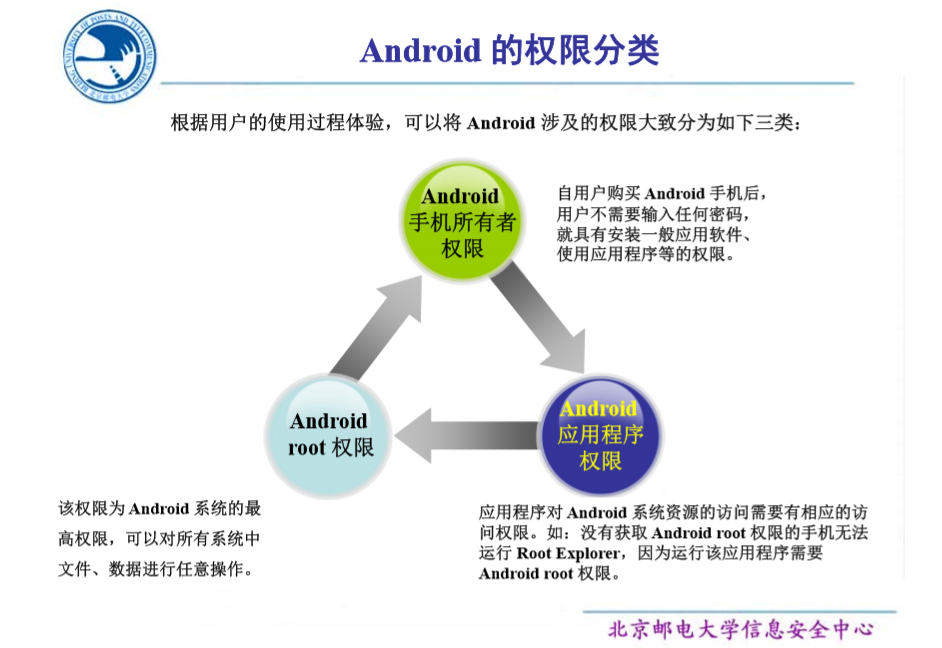 Android 的权限分类
根据用户的使用过程体验，可以将 Android 涉及的权限大致分为如下三类：
Android
手机所有者
权限
自用户购买 Android 手机后，
用户不需要输入任何密码，
就具有安装一般应用软件、
使用应用程序等的权限。
Android
root 权限
Android
应用程序
权限
该权限为 Android 系统的最
高权限，可以对所有系统中
文件、数据进行任意操作。
应用程序对 Android 系统资源的访问需要有相应的访
问权限。如：没有获取 Android root 权限的手机无法
运行 Root Explorer，因为运行该应用程序需要
Android root 权限。
北京邮电大学信息安全中心